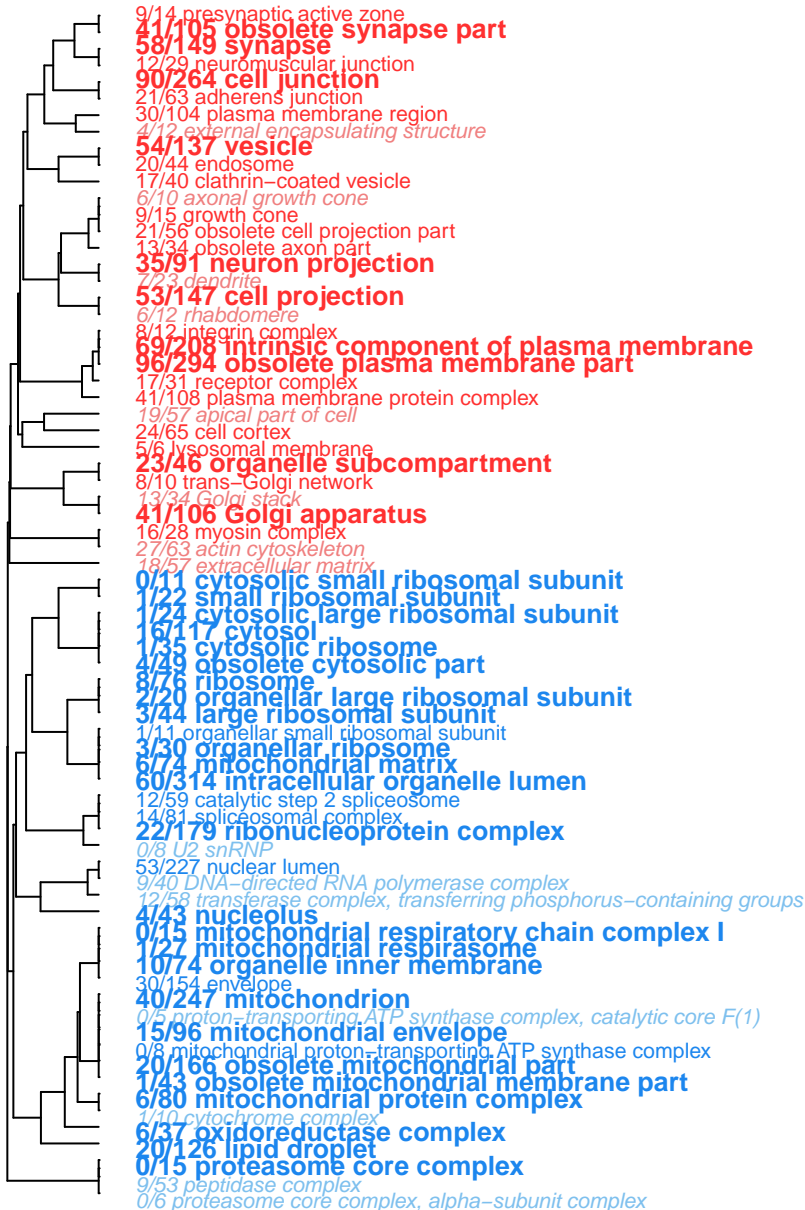 9/14 presynaptic active zone
41/105 obsolete synapse part
58/149 synapse
12/29 neuromuscular junction
90/264 cell junction
21/63 adherens junction
30/104 plasma membrane region
4/12 external encapsulating structure
54/137 vesicle
20/44 endosome
17/40 clathrin−coated vesicle
6/10 axonal growth cone
9/15 growth cone
21/56 obsolete cell projection part
13/34 obsolete axon part
35/91 neuron projection
7/23 dendrite
53/147 cell projection
6/12 rhabdomere
8/12 integrin complex
69/208 intrinsic component of plasma membrane
96/294 obsolete plasma membrane part
17/31 receptor complex
41/108 plasma membrane protein complex
19/57 apical part of cell
24/65 cell cortex
5/6 lysosomal membrane
23/46 organelle subcompartment
8/10 trans−Golgi network
13/34 Golgi stack
41/106 Golgi apparatus
16/28 myosin complex
27/63 actin cytoskeleton
18/57 extracellular matrix
0/11 cytosolic small ribosomal subunit
1/22 small ribosomal subunit
1/24 cytosolic large ribosomal subunit
16/117 cytosol
1/35 cytosolic ribosome
4/49 obsolete cytosolic part
8/76 ribosome
2/20 organellar large ribosomal subunit
3/44 large ribosomal subunit
1/11 organellar small ribosomal subunit
3/30 organellar ribosome
6/74 mitochondrial matrix
60/314 intracellular organelle lumen
12/59 catalytic step 2 spliceosome
14/81 spliceosomal complex
22/179 ribonucleoprotein complex
0/8 U2 snRNP
53/227 nuclear lumen
9/40 DNA−directed RNA polymerase complex
12/58 transferase complex, transferring phosphorus−containing groups
4/43 nucleolus
0/15 mitochondrial respiratory chain complex I
1/27 mitochondrial respirasome
10/74 organelle inner membrane
30/154 envelope
40/247 mitochondrion
0/5 proton−transporting ATP synthase complex, catalytic core F(1)
15/96 mitochondrial envelope
0/8 mitochondrial proton−transporting ATP synthase complex
20/166 obsolete mitochondrial part
1/43 obsolete mitochondrial membrane part
6/80 mitochondrial protein complex
1/10 cytochrome complex
6/37 oxidoreductase complex
20/126 lipid droplet
0/15 proteasome core complex
9/53 peptidase complex
0/6 proteasome core complex, alpha−subunit complex